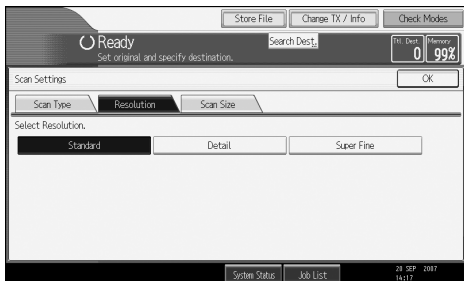 Store File Change TX / Info Check Modes
Ready Search Dest. Ttl. Dest. Memory
Set original and specify destination. 0 99%
Scan Settings OK
Scan Type Resolution Scan Size
Select Resolution.
Standard Detail Super Fine
System Status Job List 20 SEP 2007
14:17